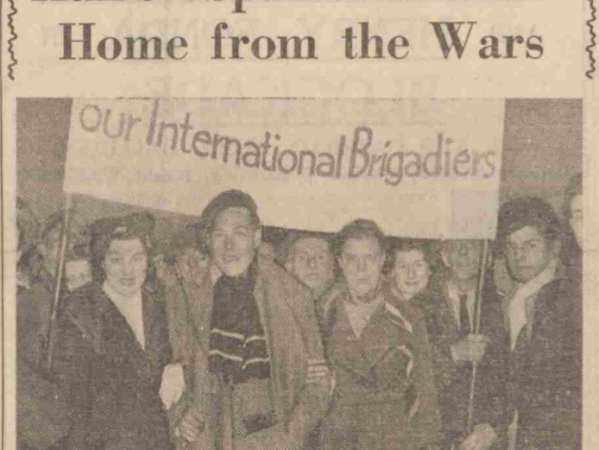 Home from the Wars
our International Brigadiers